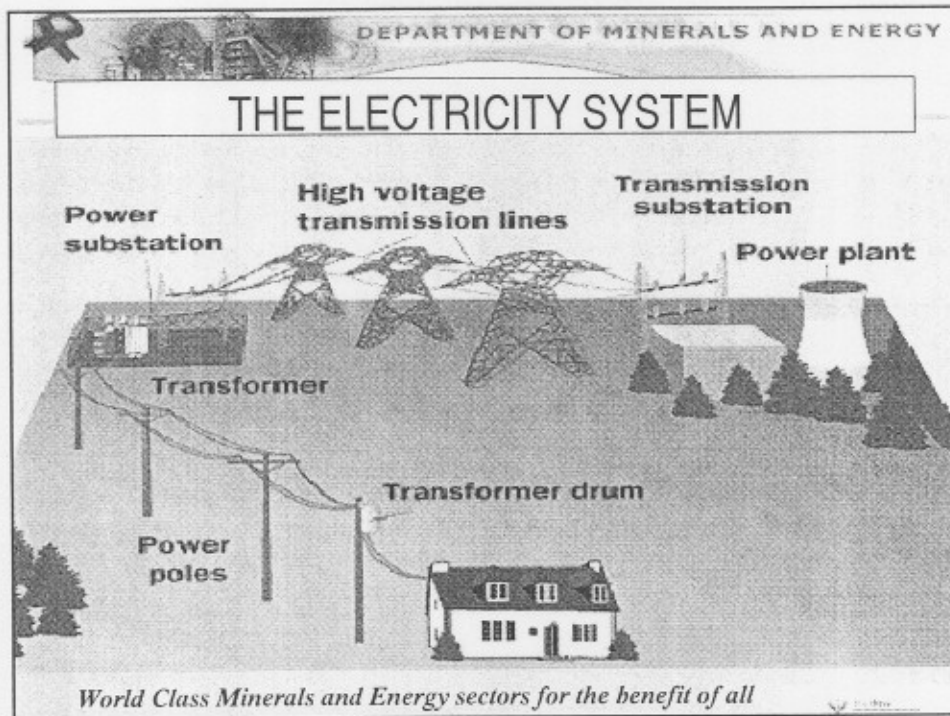 DEPARTMENT OF MINERALS AND ENERGY
THE ELECTRICITY SYSTEM
High voltage
transmission lines
Transmission
substation
Power
substation
Power plant
Transformer
Transformer drum
Power
poles
World Class Minerals and Energy sectors for the benefit of all